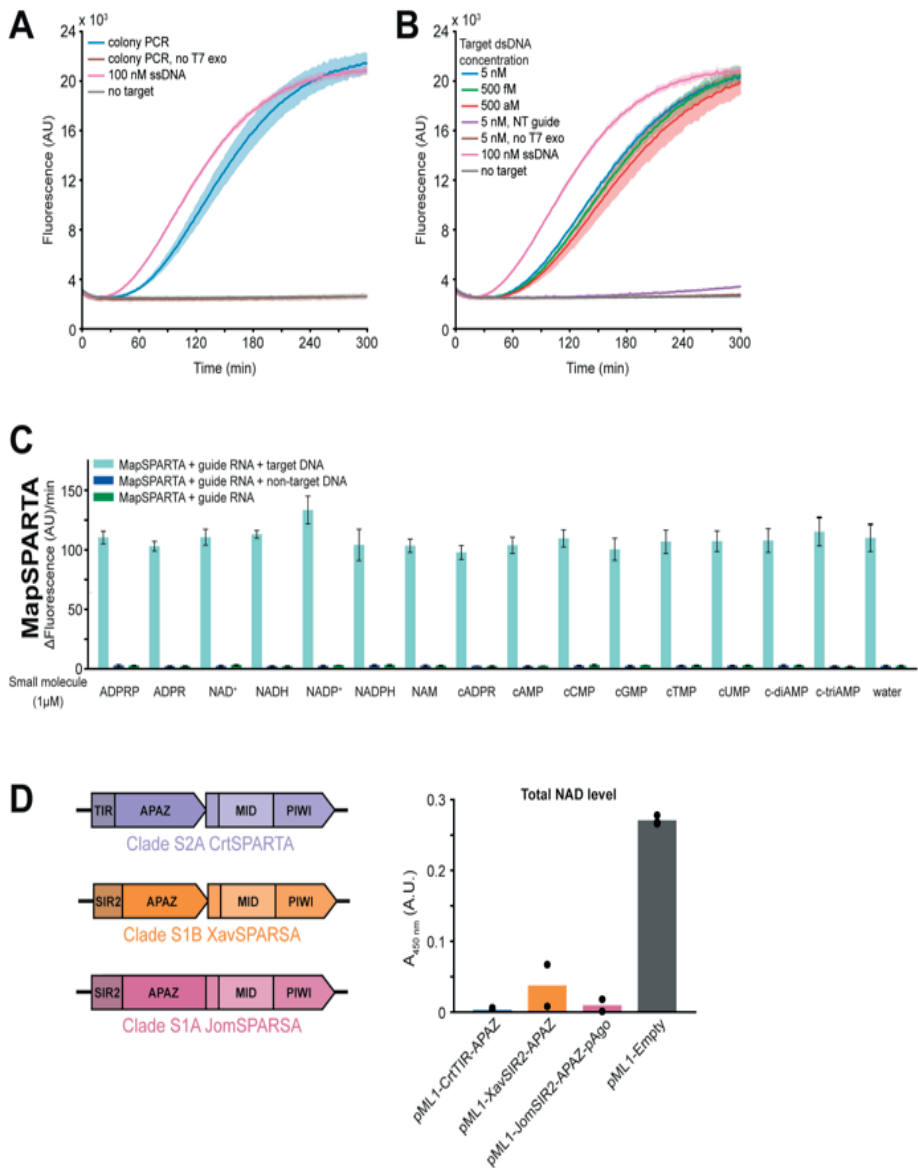 A
x 10³
24
20
16
12
8
4
0
Fluorescence (AU)
colony PCR
colony PCR, no T7 exo
100 nM ssDNA
no target
0 60 120 180 240 300
Time (min)
B
x 10³
24
20
16
12
8
4
0
Fluorescence (AU)
Target dsDNA
concentration
5 nM
500 fM
500 aM
5 nM, NT guide
5 nM, no T7 exo
100 nM ssDNA
no target
0 60 120 180 240 300
Time (min)
C
MapSPARTA
ΔFluorescence (AU)/min
MapSPARTA + guide RNA + target DNA
MapSPARTA + guide RNA + non-target DNA
MapSPARTA + guide RNA
150
100
50
0
Small molecule
(1µM)
ADPRP ADPR NAD⁺ NADH NADP⁺ NADPH NAM cADPR cAMP cCMP cGMP cTMP cUMP c-diAMP c-triAMP water
D
TIR APAZ MID PIWI
Clade S2A CrtSPARTA
SIR2 APAZ MID PIWI
Clade S1B XavSPARSA
SIR2 APAZ MID PIWI
Clade S1A JomSPARSA
Total NAD level
A450 nm (A.U.)
0.3
0.2
0.1
0
pML1-CrtTIR-APAZ
pML1-XavSIR2-APAZ
pML1-JomSIR2-APAZ-pAgo
pML1-Empty